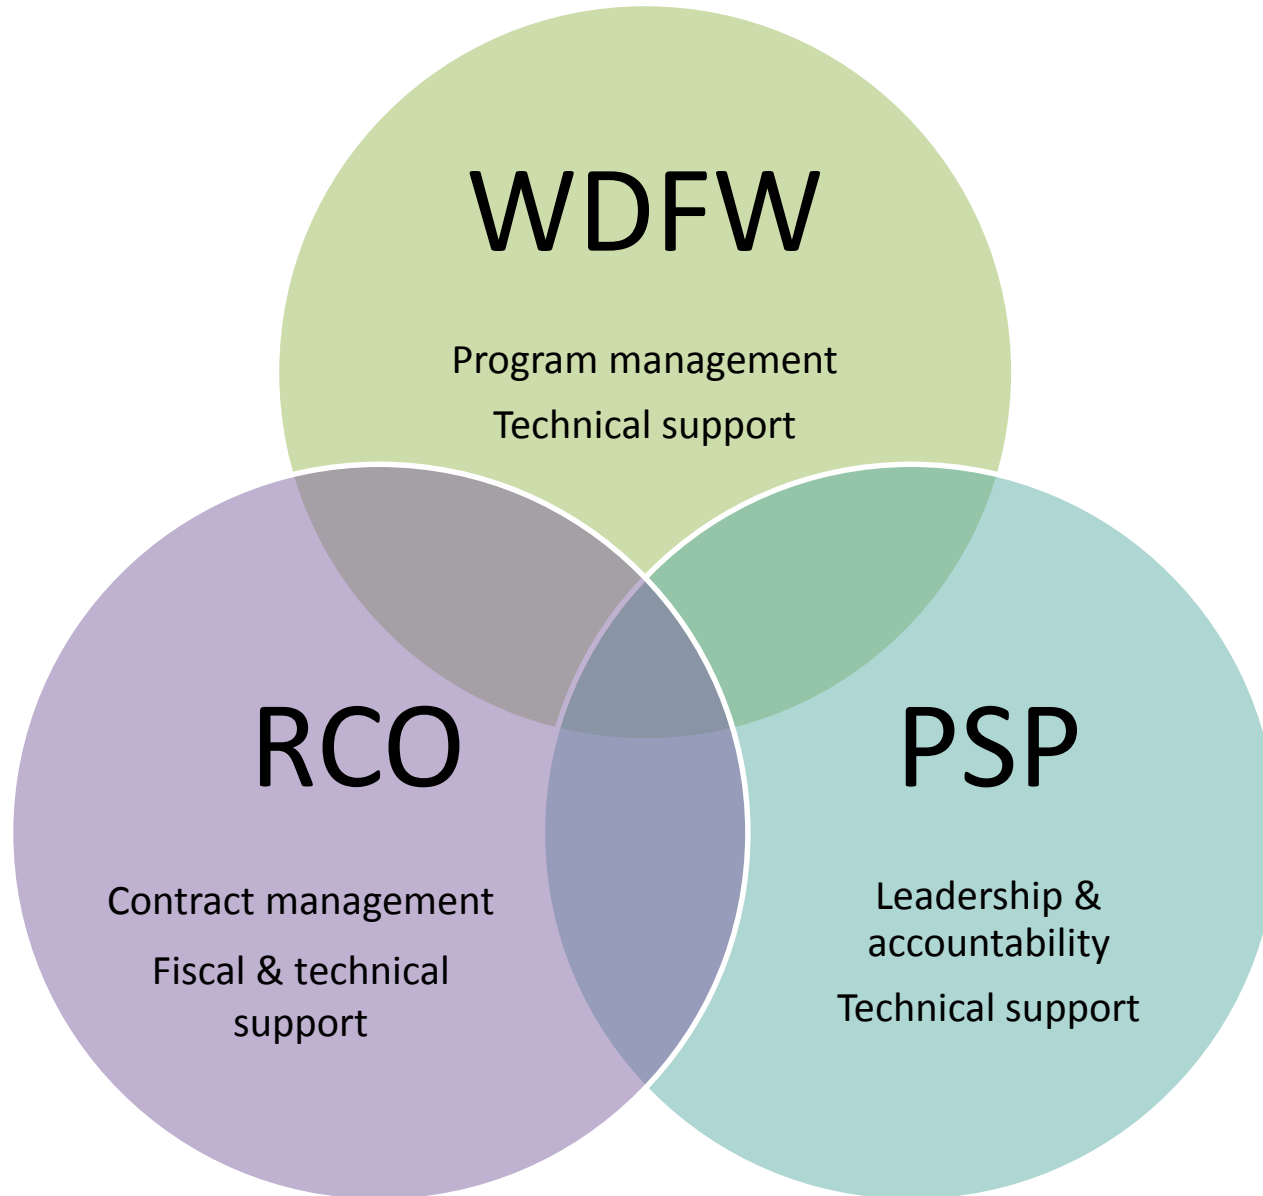 WDFW
Program management
Technical support
RCO
Contract management
Fiscal & technical
support
PSP
Leadership &
accountability
Technical support